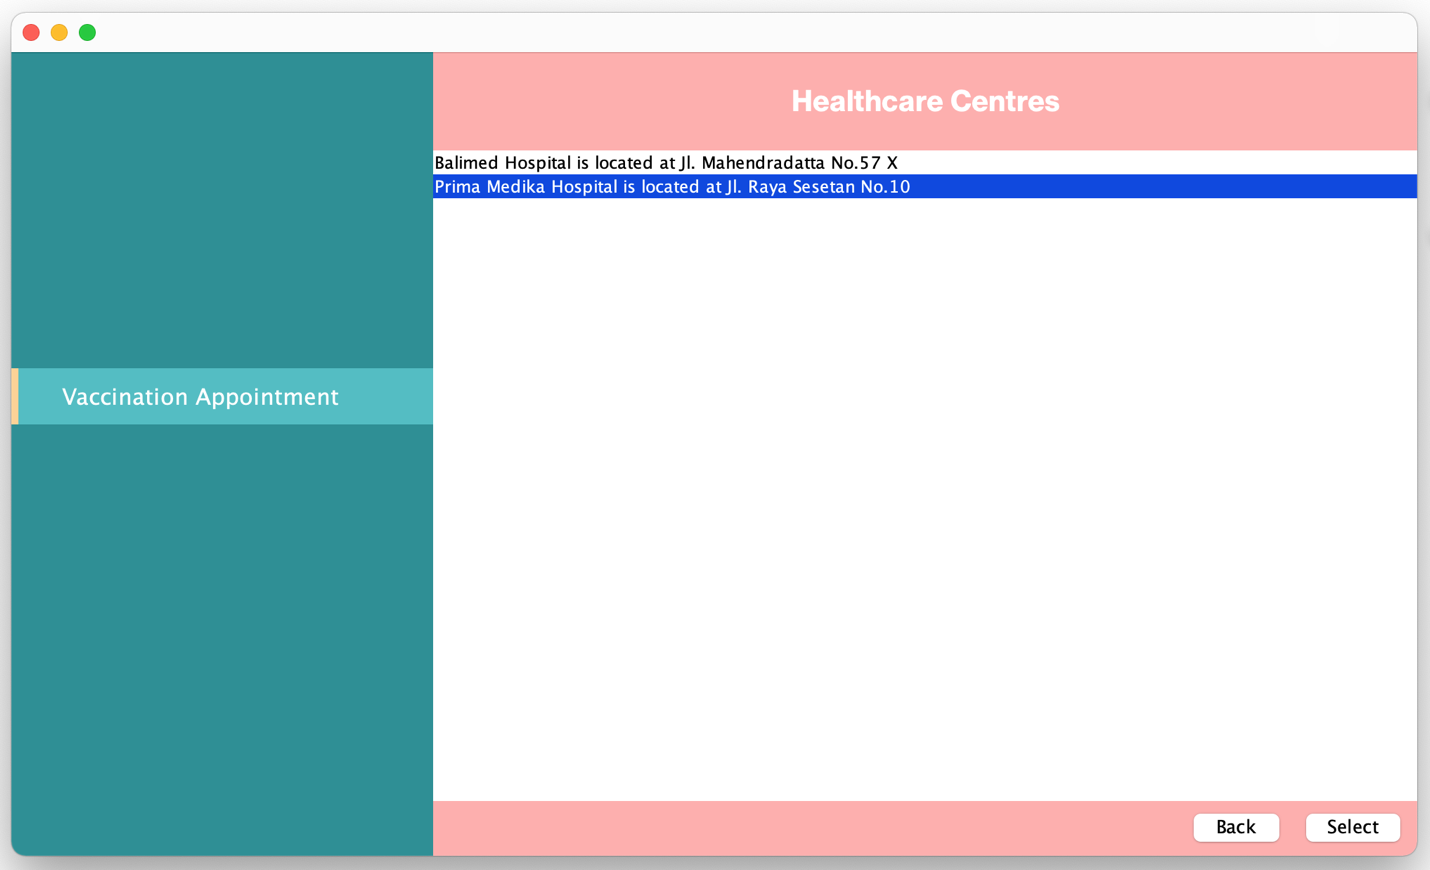 Healthcare Centres
Balimed Hospital is located at Jl. Mahendradatta No.57 X
Prima Medika Hospital is located at Jl. Raya Sesetan No.10
Vaccination Appointment
Back
Select